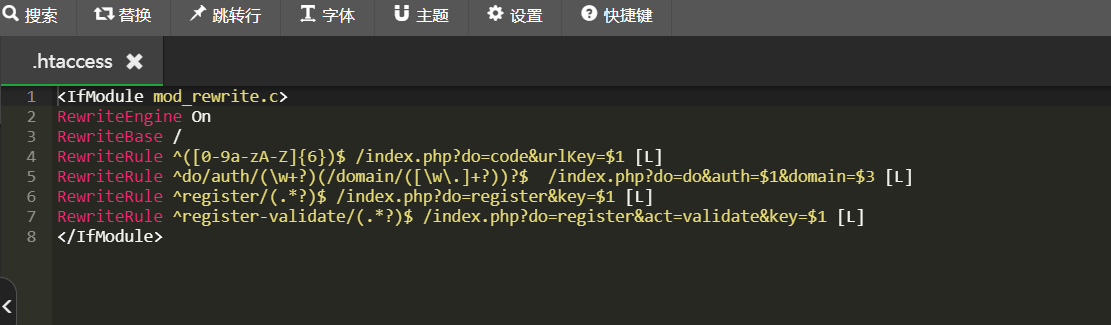 搜索 替换 跳转行 字体 主题 设置 快捷键
.htaccess
1 <IfModule mod_rewrite.c>
2 RewriteEngine On
3 RewriteBase /
4 RewriteRule ^([0-9a-zA-Z]{6})$ /index.php?do=code&urlKey=$1 [L]
5 RewriteRule ^do/auth/(\w+?)(/domain/([\w\.]+?))?$  /index.php?do=do&auth=$1&domain=$3 [L]
6 RewriteRule ^register/(.*?)$ /index.php?do=register&key=$1 [L]
7 RewriteRule ^register-validate/(.*?)$ /index.php?do=register&act=validate&key=$1 [L]
8 </IfModule>